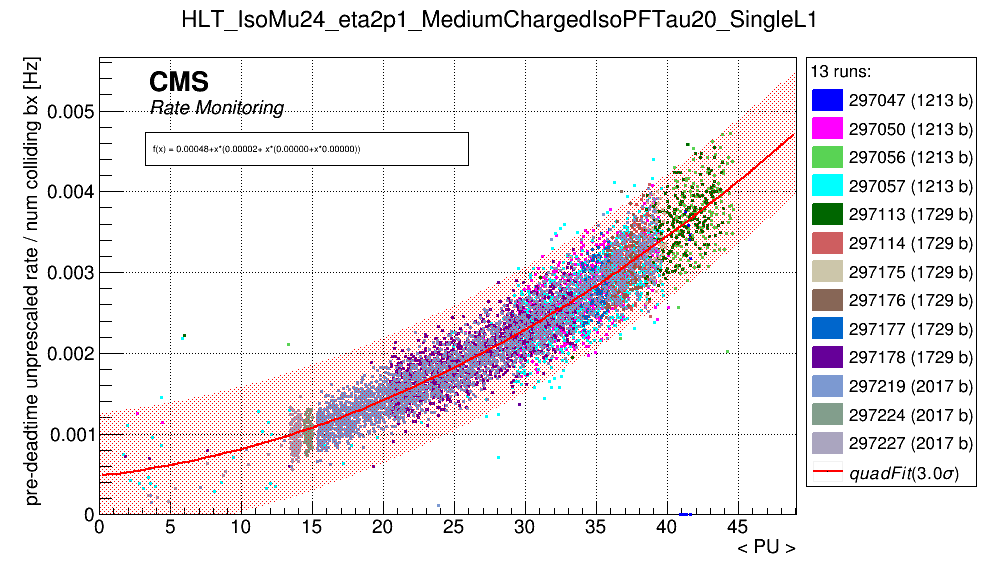 HLT_IsoMu24_eta2p1_MediumChargedIsoPFTau20_SingleL1
pre-deadtime unprescaled rate / num colliding bx [Hz]
CMS
Rate Monitoring
f(x) = 0.00048+x*(0.00002+ x*(0.00000+x*0.00000))
0.005
0.004
0.003
0.002
0.001
0
0 5 10 15 20 25 30 35 40 45
< PU >
13 runs:
297047 (1213 b)
297050 (1213 b)
297056 (1213 b)
297057 (1213 b)
297113 (1729 b)
297114 (1729 b)
297175 (1729 b)
297176 (1729 b)
297177 (1729 b)
297178 (1729 b)
297219 (2017 b)
297224 (2017 b)
297227 (2017 b)
quadFit(3.0σ)